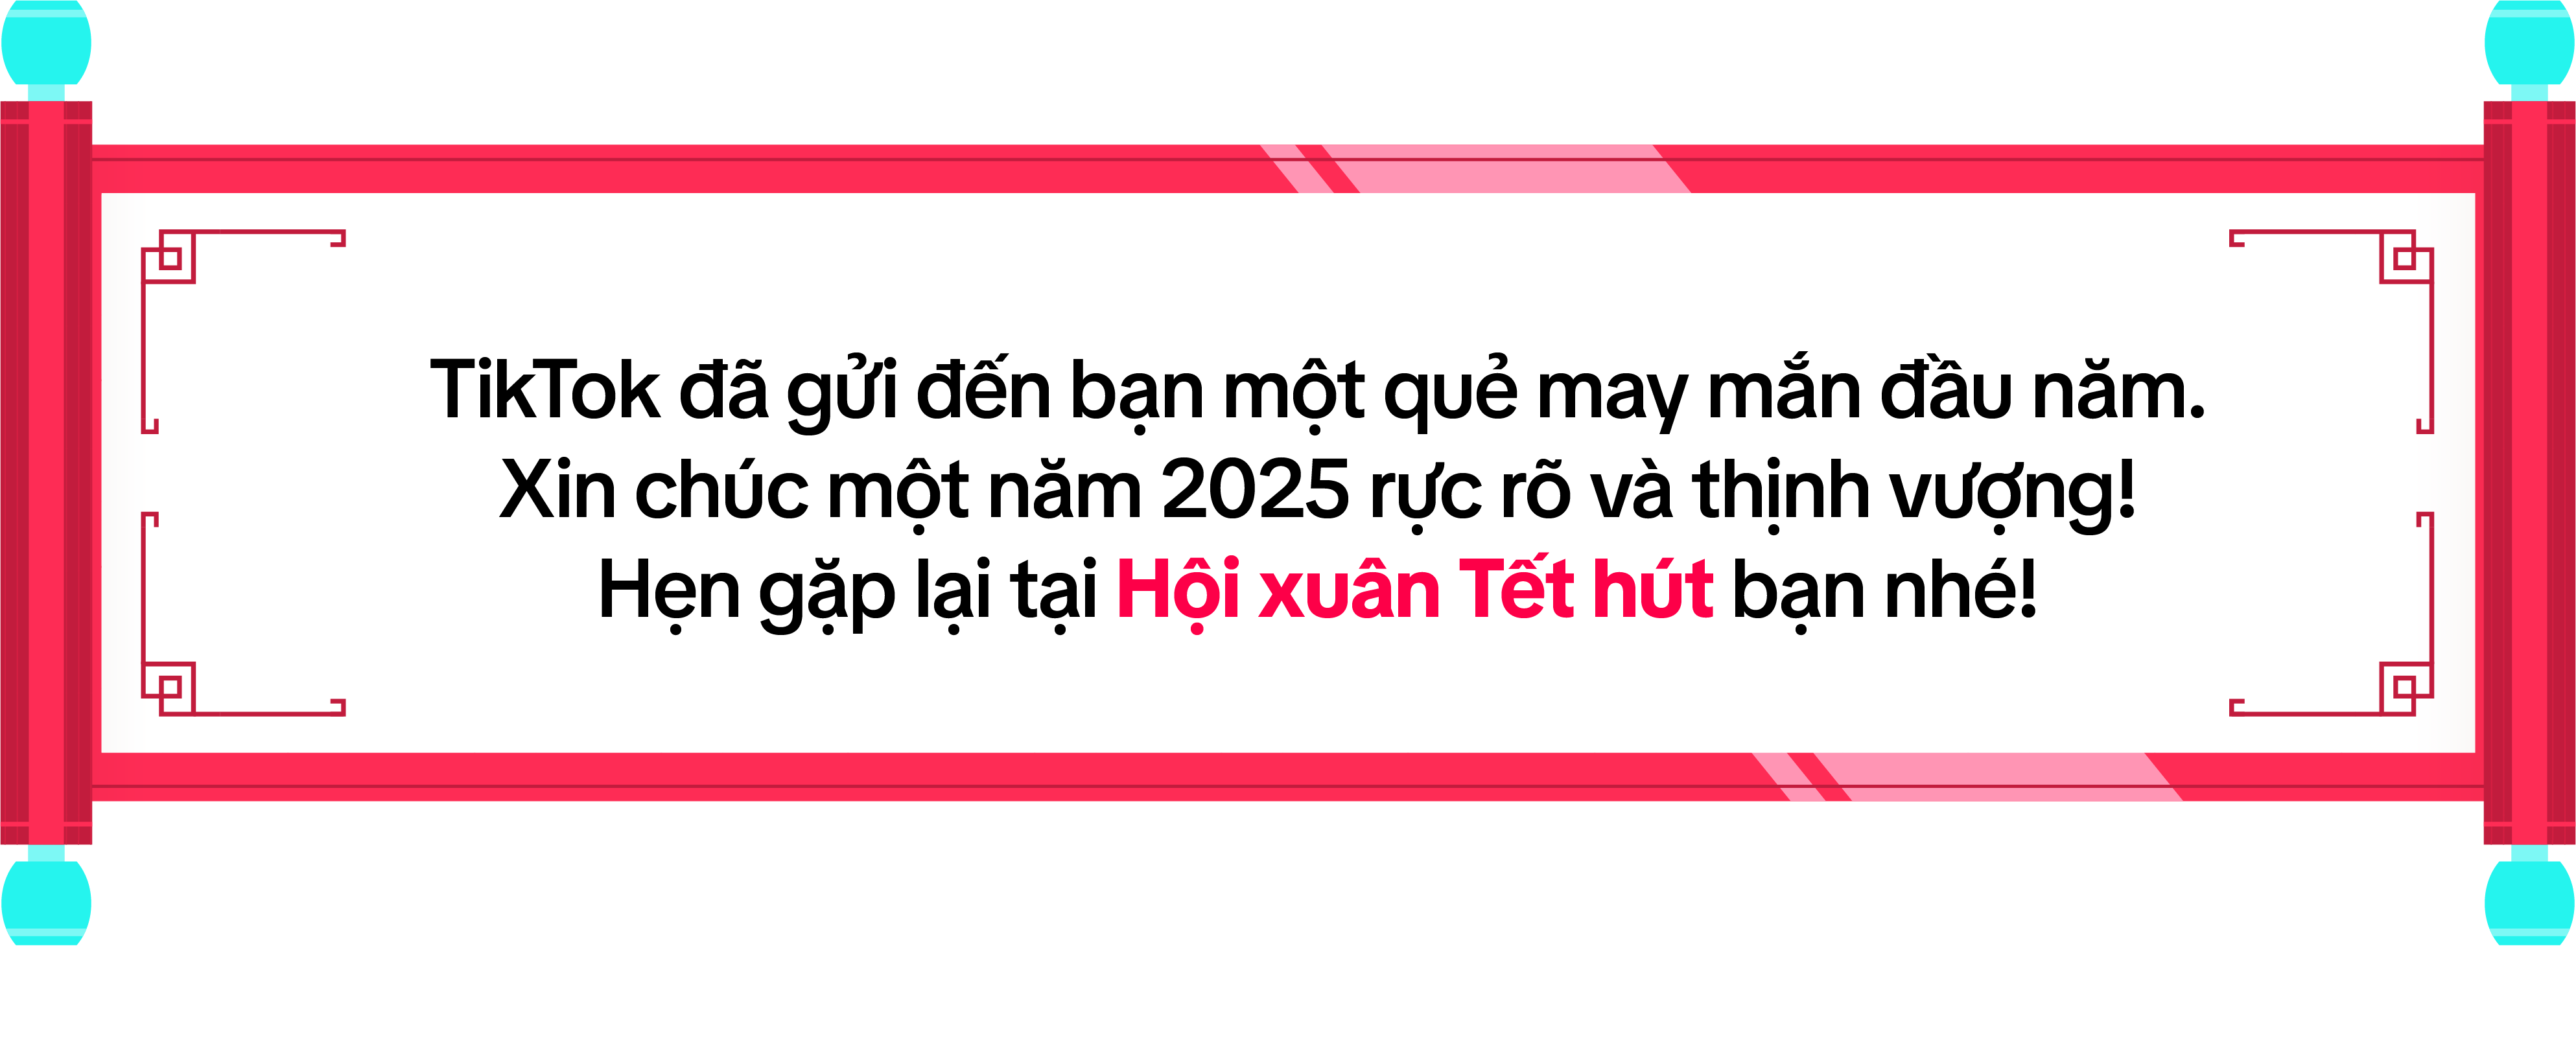 TikTok đã gửi đến bạn một quẻ may mắn đầu năm.
Xin chúc một năm 2025 rực rõ và thịnh vượng!
Hẹn gặp lại tại Hội xuân Tết hút bạn nhé!